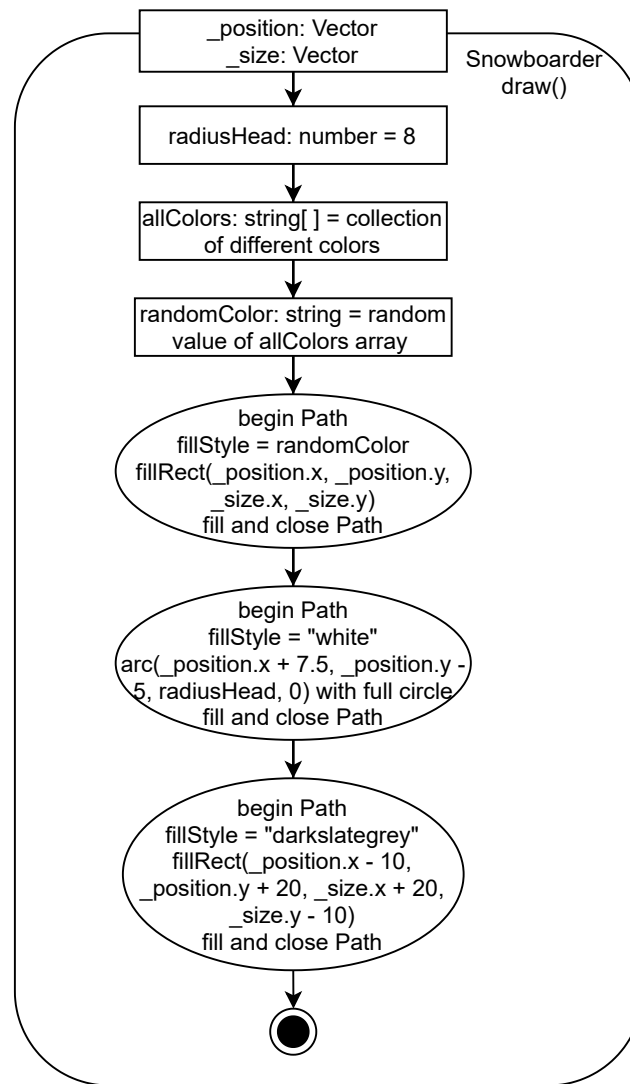 _position: Vector
_size: Vector
Snowboarder
draw()
radiusHead: number = 8
allColors: string[ ] = collection
of different colors
randomColor: string = random
value of allColors array
begin Path
fillStyle = randomColor
fillRect(_position.x, _position.y,
_size.x, _size.y)
fill and close Path
begin Path
fillStyle = "white"
arc(_position.x + 7.5, _position.y -
5, radiusHead, 0) with full circle
fill and close Path
begin Path
fillStyle = "darkslategrey"
fillRect(_position.x - 10,
_position.y + 20, _size.x + 20,
_size.y - 10)
fill and close Path